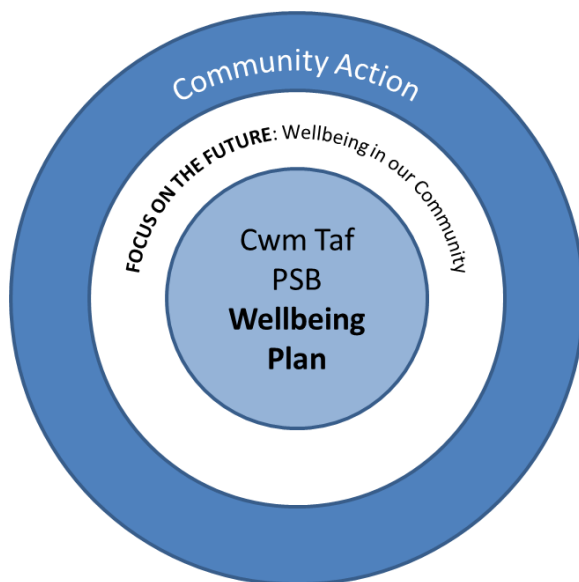 Community Action
FOCUS ON THE FUTURE: Wellbeing in our Community
Cwm Taf
PSB
Wellbeing
Plan